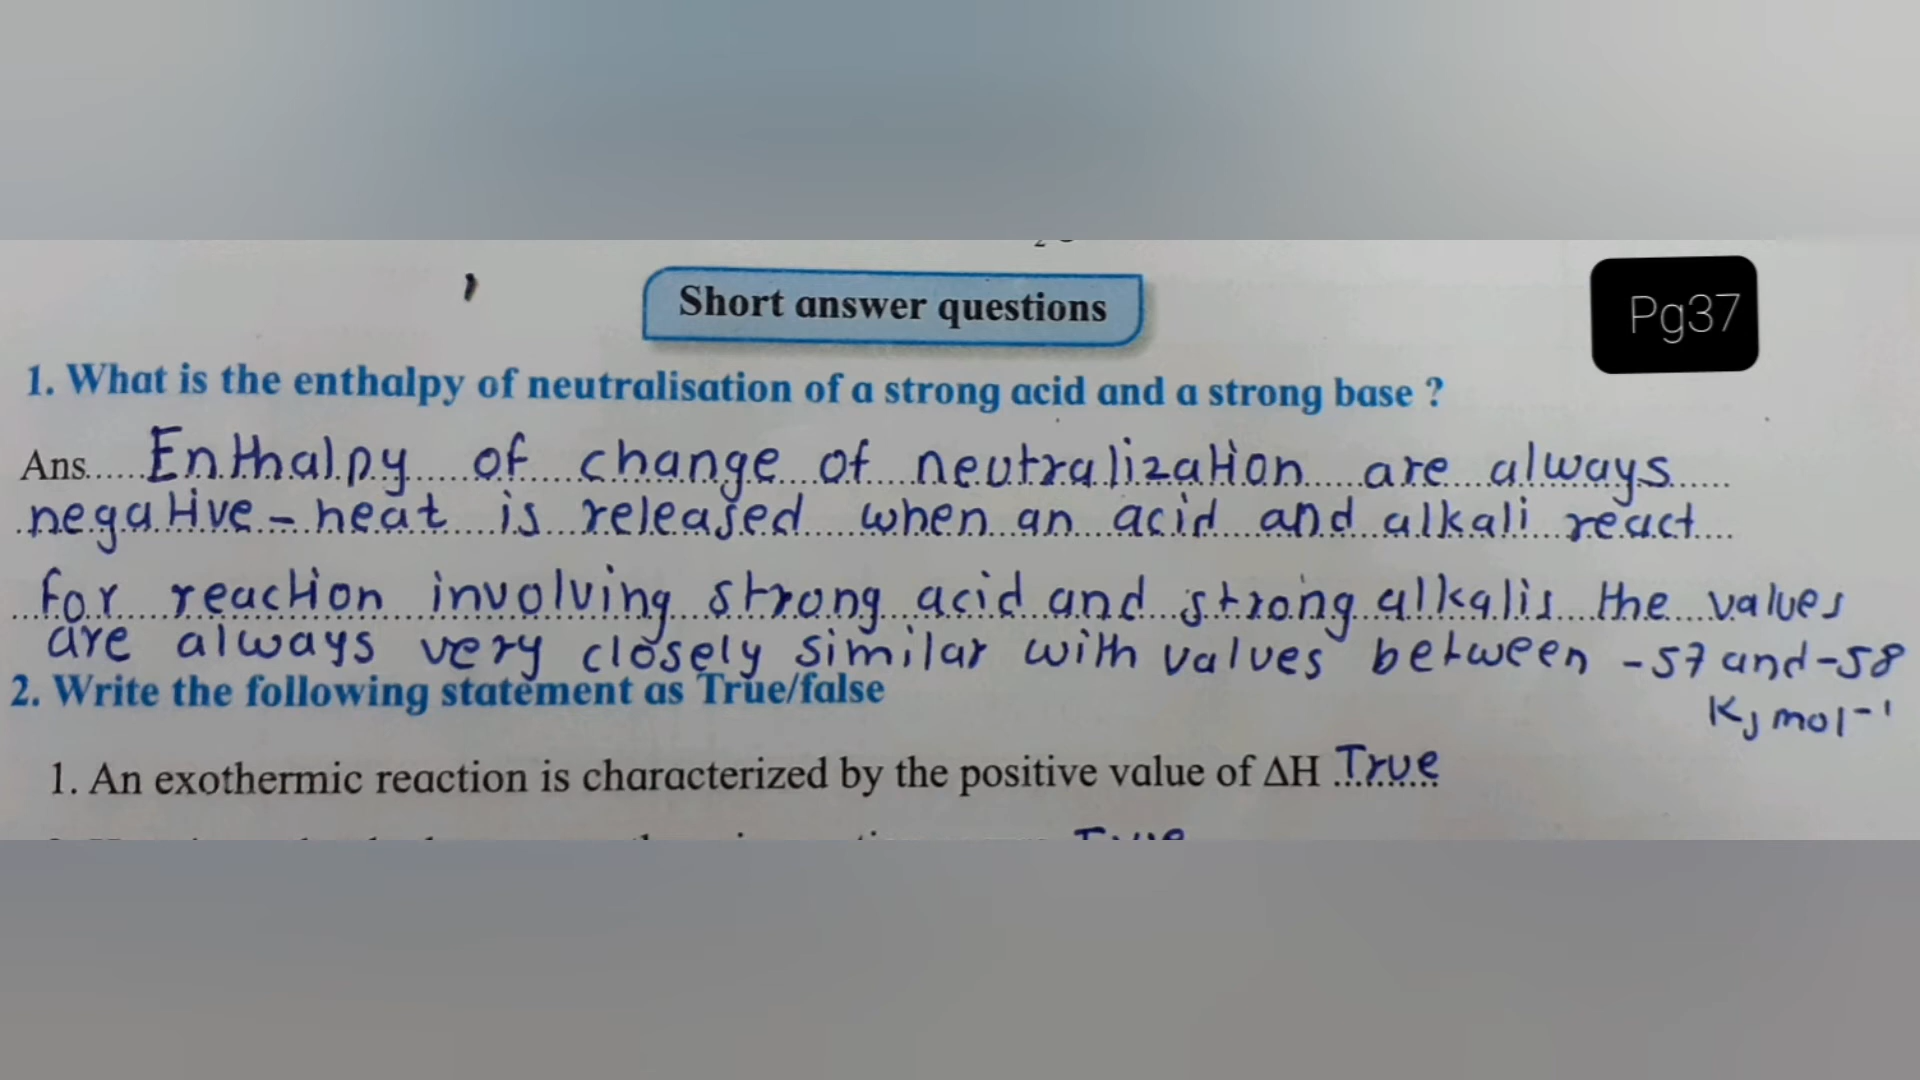 Short answer questions
Pg37
1. What is the enthalpy of neutralisation of a strong acid and a strong base ?
Ans.....Enthalpy of change of neutralization are always
negative - heat is released when an acid and alkali react
for reaction involving strong acid and strong alkalis the values
are always very closely similar with values between -57 and -58
KJ mol-1
2. Write the following statement as True/false
1. An exothermic reaction is characterized by the positive value of ΔH True
True